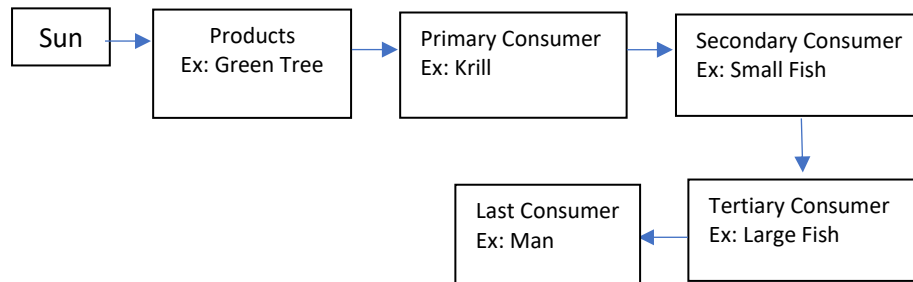 Sun
Products
Ex: Green Tree
Primary Consumer
Ex: Krill
Secondary Consumer
Ex: Small Fish
Tertiary Consumer
Ex: Large Fish
Last Consumer
Ex: Man